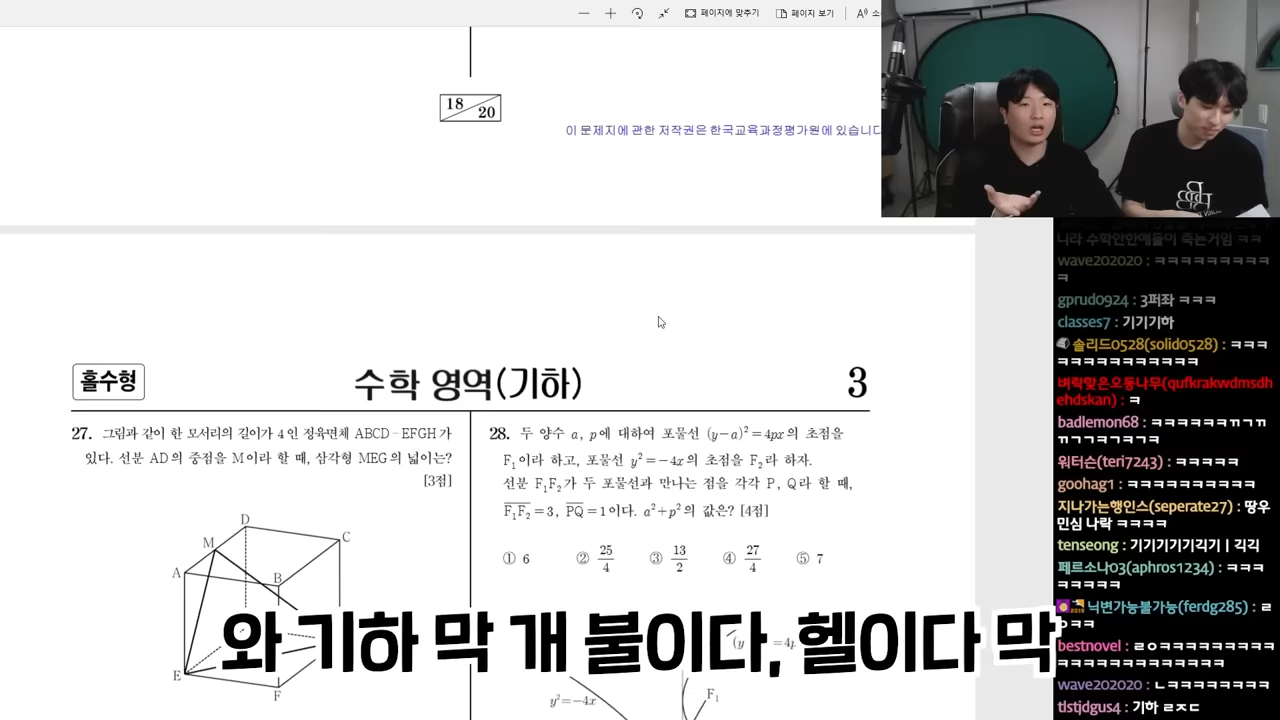 페이지에 맞추기
페이지 보기
18
20
이 문제지에 관한 저작권은 한국교육과정평가원에 있습니다
홀수형
수학 영역(기하)
3
27. 그림과 같이 한 모서리의 길이가 4인 정육면체 ABCD-EFGH가
있다. 선분 AD의 중점을 M이라 할 때, 삼각형 MEG의 넓이는?
[3점]
D
M
C
A
B
E
F
28. 두 양수 a, p에 대하여 포물선 (y-a)²=4px의 초점을
F₁이라 하고, 포물선 y²=-4x의 초점을 F₂라 하자.
선분 F₁F₂가 두 포물선과 만나는 점을 각각 P, Q라 할 때,
F₁F₂=3, PQ=1이다. a²+p²의 값은? [4점]
① 6 ② 25/4 ③ 13/2 ④ 27/4 ⑤ 7
y²=-4x
F₁
와 기하 막 개 불이다, 헬이다 막
니라 수학안한애들이 죽는거임 ㅋㅋ
wave202020 : ㅋㅋㅋㅋㅋㅋㅋㅋㅋ
ㅋ
gprud0924 : 3퍼좌 ㅋㅋㅋ
classes7 : 기기기하
솔리드0528(solid0528) : ㅋㅋㅋ
ㅋㅋㅋㅋㅋㅋㅋㅋㅋㅋㅋ
벼락맞은오동나무(qufkrakwdmsdh
ehdskan) : ㅋ
badlemon68 : ㅋㅋㅋㅋㅋㅋㄲㄱㄲ
ㄲㄱㄱㅋㄱㅋㄱㅋ
워터슨(teri7243) : ㅋㅋㅋㅋㅋ
goohag1 : ㅋㅋㅋㅋㅋㅋㅋㅋㅋㅋ
지나가는행인스(seperate27) : 땅우
민심 나락 ㅋㅋㅋㅋ
tenseong : 기기기기기긱기ㅣ긱긱
페르소나03(aphros1234) : ㅋㅋㅋ
ㅋㅋㅋㅋㅋ
닉변가능불가능(ferdg285) : ㄹ
ㅇㅋㅋ
bestnovel : ㄹㅇㅋㅋㅋㅋㅋㅋㅋㅋㅋ
ㅋㅋㅋㅋㅋㅋㅋㅋㅋㅋㅋㅋㅋ
wave202020 : ㄴㅋㅋㅋㅋㅋㅋㅋㅋ
tlstjdgus4 : 기하 ㄹㅈㄷ